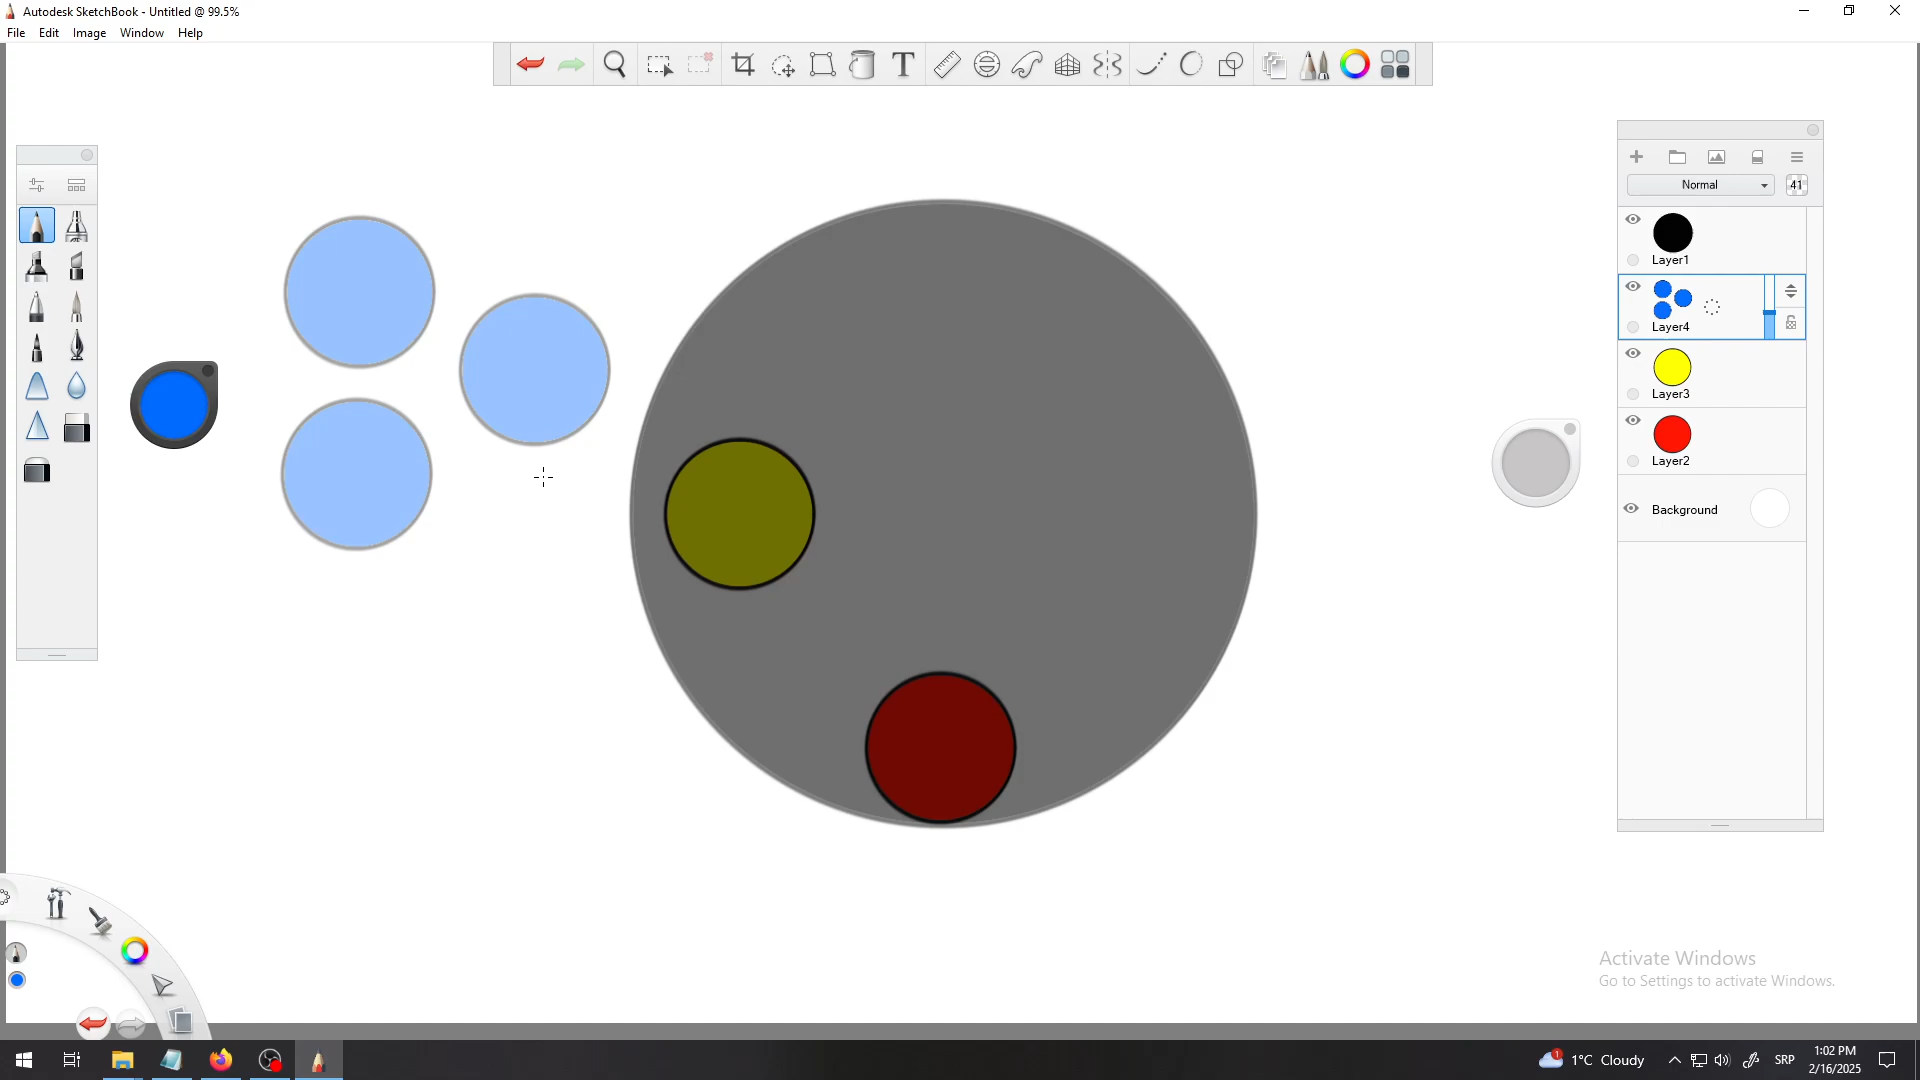 Autodesk SketchBook - Untitled @ 99.5%
File Edit Image Window Help
T
Normal 41
Layer1
Layer4
Layer3
Layer2
Background
Activate Windows
Go to Settings to activate Windows.
1 1°C Cloudy SRP 1:02 PM
2/16/2025